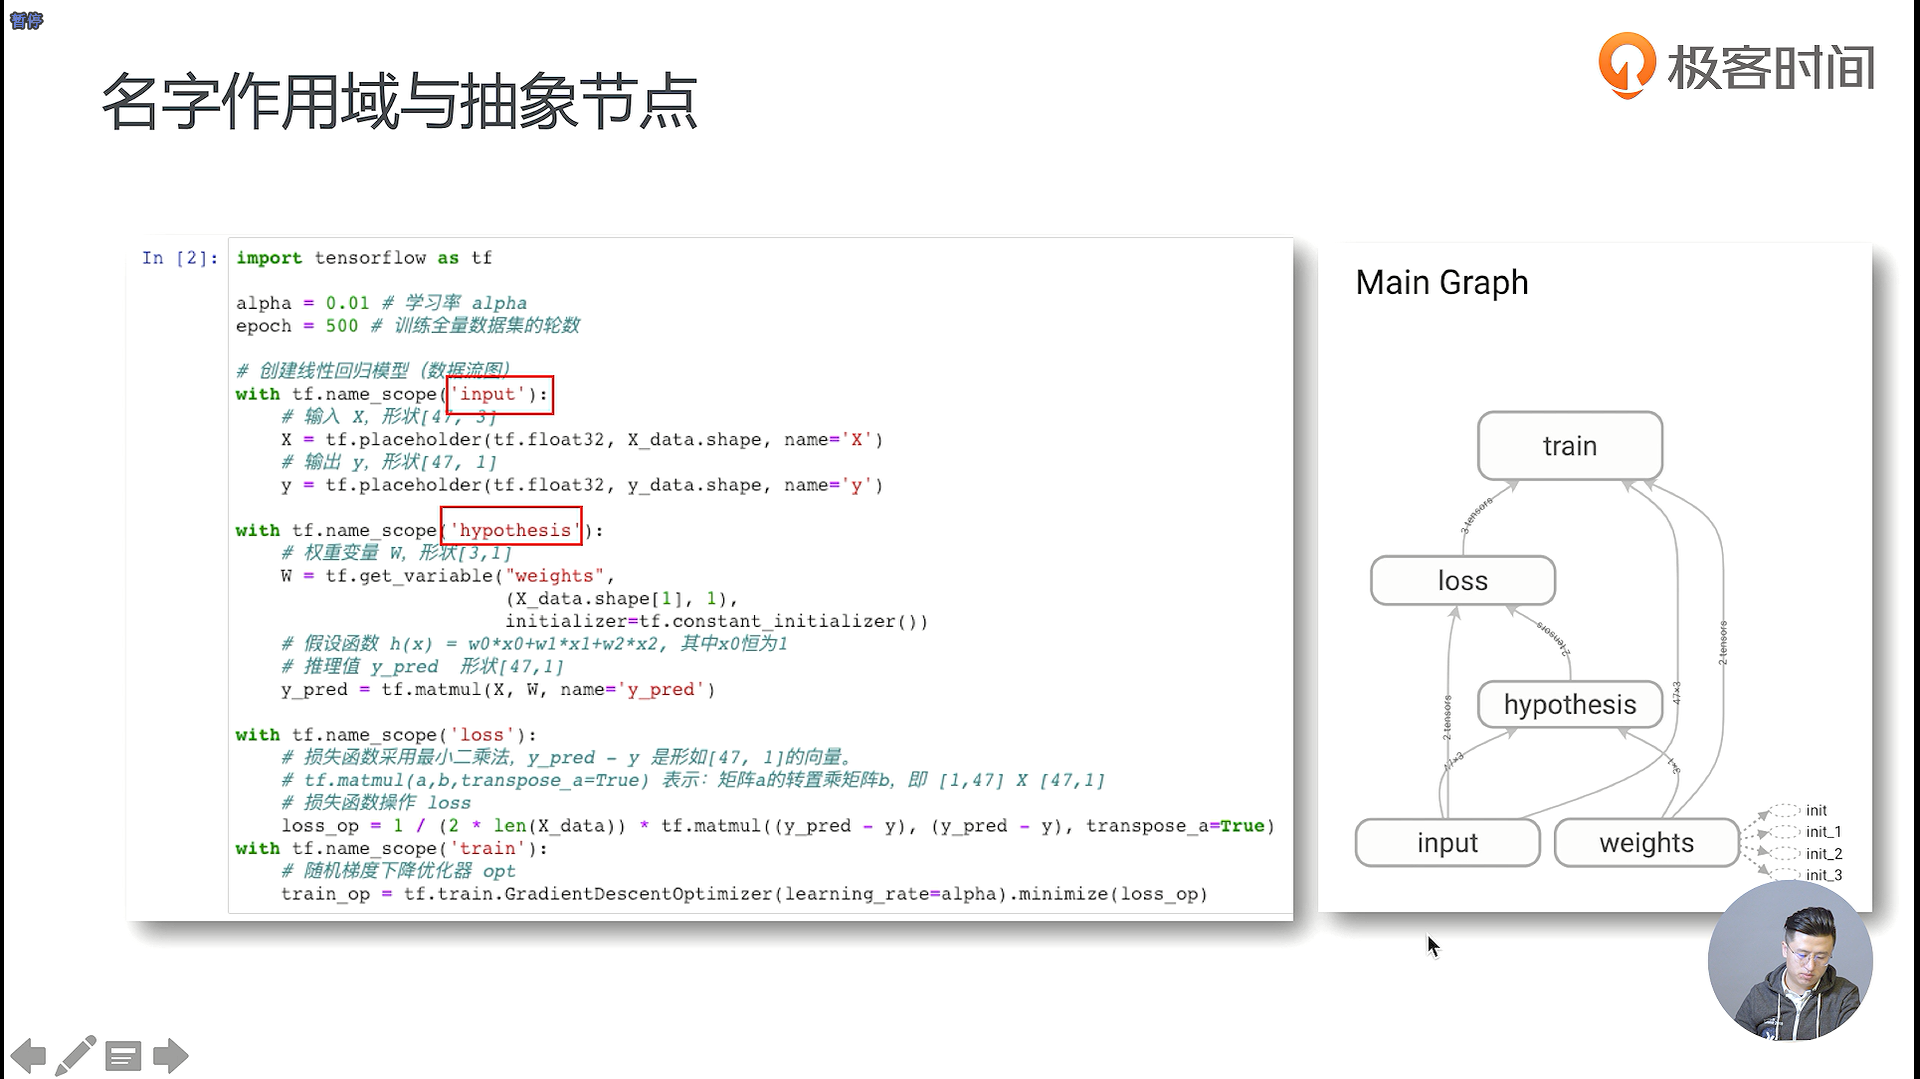 暂停
名字作用域与抽象节点
极客时间
In [2]:
import tensorflow as tf
alpha = 0.01 # 学习率 alpha
epoch = 500 # 训练全量数据集的轮数
# 创建线性回归模型（数据流图）
with tf.name_scope('input'):
# 输入 X，形状[47, 3]
X = tf.placeholder(tf.float32, X_data.shape, name='X')
# 输出 y，形状[47, 1]
y = tf.placeholder(tf.float32, y_data.shape, name='y')
with tf.name_scope('hypothesis'):
# 权重变量 W，形状[3,1]
W = tf.get_variable("weights",
(X_data.shape[1], 1),
initializer=tf.constant_initializer())
# 假设函数 h(x) = w0*x0+w1*x1+w2*x2, 其中x0恒为1
# 推理值 y_pred 形状[47,1]
y_pred = tf.matmul(X, W, name='y_pred')
with tf.name_scope('loss'):
# 损失函数采用最小二乘法，y_pred - y 是形如[47, 1]的向量。
# tf.matmul(a,b,transpose_a=True) 表示：矩阵a的转置乘矩阵b，即 [1,47] X [47,1]
# 损失函数操作 loss
loss_op = 1 / (2 * len(X_data)) * tf.matmul((y_pred - y), (y_pred - y), transpose_a=True)
with tf.name_scope('train'):
# 随机梯度下降优化器 opt
train_op = tf.train.GradientDescentOptimizer(learning_rate=alpha).minimize(loss_op)
Main Graph
train
3 tensors
loss
2 tensors
2 tensors
hypothesis
2 tensors
47×3
47×3
3×1
input
weights
init
init_1
init_2
init_3